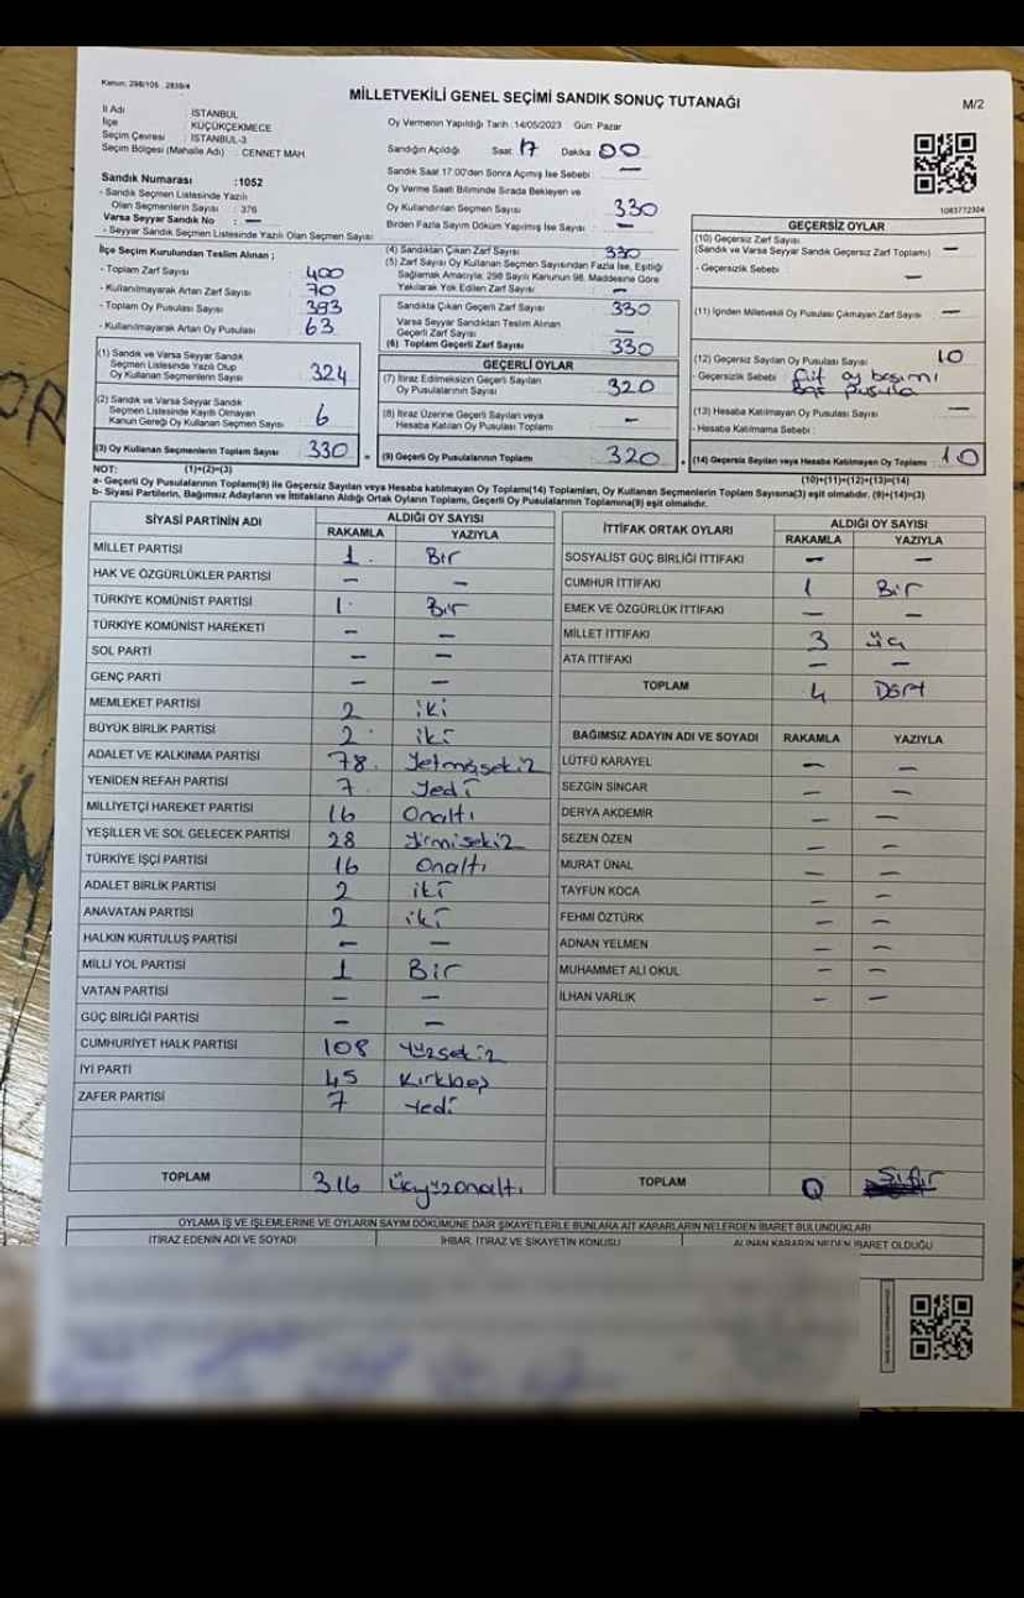 Kanun: 298/105 2839/4
MİLLETVEKİLİ GENEL SEÇİMİ SANDIK SONUÇ TUTANAĞI
M/2
İl Adı : İSTANBUL
İlçe : KÜÇÜKÇEKMECE
Seçim Çevresi : İSTANBUL-3
Seçim Bölgesi (Mahalle Adı) : CENNET MAH.
Sandık Numarası :1052
- Sandık Seçmen Listesinde Yazılı
Olan Seçmenlerin Sayısı : 376
Varsa Seyyar Sandık No : —
- Seyyar Sandık Seçmen Listesinde Yazılı Olan Seçmen Sayısı
İlçe Seçim Kurulundan Teslim Alınan ;
- Toplam Zarf Sayısı 400
- Kullanılmayarak Artan Zarf Sayısı 70
- Toplam Oy Pusulası Sayısı 393
- Kullanılmayarak Artan Oy Pusulası 63
(1) Sandık ve Varsa Seyyar Sandık
Seçmen Listesinde Yazılı Olup
Oy Kullanan Seçmenlerin Sayısı 324
(2) Sandık ve Varsa Seyyar Sandık
Seçmen Listesinde Kayıtlı Olmayan
Kanun Gereği Oy Kullanan Seçmen Sayısı 6
(3) Oy Kullanan Seçmenlerin Toplam Sayısı 330
Oy Vermenin Yapıldığı Tarih :14/05/2023 Gün: Pazar
Sandığın Açıldığı Saat: 17 Dakika: 00
Sandık Saat 17.00'den Sonra Açımış İse Sebebi : —
Oy Verme Saati Bitiminde Sırada Bekleyen ve
Oy Kullandırılan Seçmen Sayısı : 330
Birden Fazla Sayım Döküm Yapılmış İse Sayısı : —
(4) Sandıktan Çıkan Zarf Sayısı 330
(5) Zarf Sayısı Oy Kullanan Seçmen Sayısından Fazla İse, Eşitliği
Sağlamak Amacıyla; 298 Sayılı Kanunun 98. Maddesine Göre
Yakılarak Yok Edilen Zarf Sayısı —
Sandıkta Çıkan Geçerli Zarf Sayısı 330
Varsa Seyyar Sandıktan Teslim Alınan
Geçerli Zarf Sayısı —
(6) Toplam Geçerli Zarf Sayısı 330
GEÇERLİ OYLAR
(7) İtiraz Edilmeksizin Geçerli Sayılan
Oy Pusulalarının Sayısı 320
(8) İtiraz Üzerine Geçerli Sayılan veya
Hesaba Katılan Oy Pusulası Toplamı —
(9) Geçerli Oy Pusulalarının Toplamı 320
1083772304
GEÇERSİZ OYLAR
(10) Geçersiz Zarf Sayısı
(Sandık ve Varsa Seyyar Sandık Geçersiz Zarf Toplamı) —
- Geçersizlik Sebebi : —
(11) İçinden Milletvekili Oy Pusulası Çıkmayan Zarf Sayısı —
(12) Geçersiz Sayılan Oy Pusulası Sayısı 10
- Geçersizlik Sebebi : Çift oy basımı
Boş Pusula
(13) Hesaba Katılmayan Oy Pusulası Sayısı —
- Hesaba Katılmama Sebebi :
(14) Geçersiz Sayılan veya Hesaba Katılmayan Oy Toplamı 10
NOT: (1)+(2)=(3) (10)+(11)+(12)+(13)=(14)
a- Geçerli Oy Pusulalarının Toplamı(9) ile Geçersiz Sayılan veya Hesaba katılmayan Oy Toplamı(14) Toplamları, Oy Kullanan Seçmenlerin Toplam Sayısına(3) eşit olmalıdır. (9)+(14)=(3)
b- Siyasi Partilerin, Bağımsız Adayların ve İttifakların Aldığı Ortak Oyların Toplamı, Geçerli Oy Pusulalarının Toplamına(9) eşit olmalıdır.
SİYASİ PARTİNİN ADI ALDIĞI OY SAYISI
RAKAMLA YAZIYLA
MİLLET PARTİSİ 1 Bir
HAK VE ÖZGÜRLÜKLER PARTİSİ — —
TÜRKİYE KOMÜNİST PARTİSİ 1 Bir
TÜRKİYE KOMÜNİST HAREKETİ — —
SOL PARTİ — —
GENÇ PARTİ — —
MEMLEKET PARTİSİ 2 iki
BÜYÜK BİRLİK PARTİSİ 2 iki
ADALET VE KALKINMA PARTİSİ 78 Yetmişsekiz
YENİDEN REFAH PARTİSİ 7 Yedi
MİLLİYETÇİ HAREKET PARTİSİ 16 Onaltı
YEŞİLLER VE SOL GELECEK PARTİSİ 28 Yirmisekiz
TÜRKİYE İŞÇİ PARTİSİ 16 Onaltı
ADALET BİRLİK PARTİSİ 2 iki
ANAVATAN PARTİSİ 2 iki
HALKIN KURTULUŞ PARTİSİ — —
MİLLİ YOL PARTİSİ 1 Bir
VATAN PARTİSİ — —
GÜÇ BİRLİĞİ PARTİSİ — —
CUMHURİYET HALK PARTİSİ 108 Yüzsekiz
İYİ PARTİ 45 Kırkbeş
ZAFER PARTİSİ 7 Yedi
TOPLAM 316 Üçyüzonaltı
İTTİFAK ORTAK OYLARI ALDIĞI OY SAYISI
RAKAMLA YAZIYLA
SOSYALİST GÜÇ BİRLİĞİ İTTİFAKI — —
CUMHUR İTTİFAKI 1 Bir
EMEK VE ÖZGÜRLÜK İTTİFAKI — —
MİLLET İTTİFAKI 3 üç
ATA İTTİFAKI — —
TOPLAM 4 Dört
BAĞIMSIZ ADAYIN ADI VE SOYADI RAKAMLA YAZIYLA
LÜTFÜ KARAYEL — —
SEZGİN SİNCAR — —
DERYA AKDEMİR — —
SEZEN ÖZEN — —
MURAT ÜNAL — —
TAYFUN KOCA — —
FEHMİ ÖZTÜRK — —
ADNAN YELMEN — —
MUHAMMET ALİ OKUL — —
İLHAN VARLIK — —
TOPLAM 0 Sıfır
OYLAMA İŞ VE İŞLEMLERİNE VE OYLARIN SAYIM DÖKÜMÜNE DAİR ŞİKAYETLERLE BUNLARA AİT KARARLARIN NELERDEN İBARET BULUNDUKLARI
İTİRAZ EDENİN ADI VE SOYADI İHBAR, İTİRAZ VE ŞİKAYETİN KONUSU ALINAN KARARIN NEDEN İBARET OLDUĞU